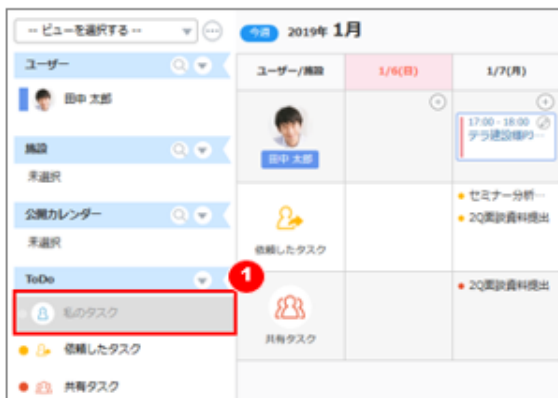 -- ビューを選択する --
今週 2019年 1月
ユーザー
ユーザー/施設
1/6(日)
1/7(月)
田中 太郎
17:00 - 18:00
テラ建設様PJ…
田中 太郎
施設
未選択
セミナー分析…
2Q面談資料提出
公開カレンダー
未選択
依頼したタスク
ToDo
1
2Q面談資料提出
私のタスク
共有タスク
依頼したタスク
共有タスク